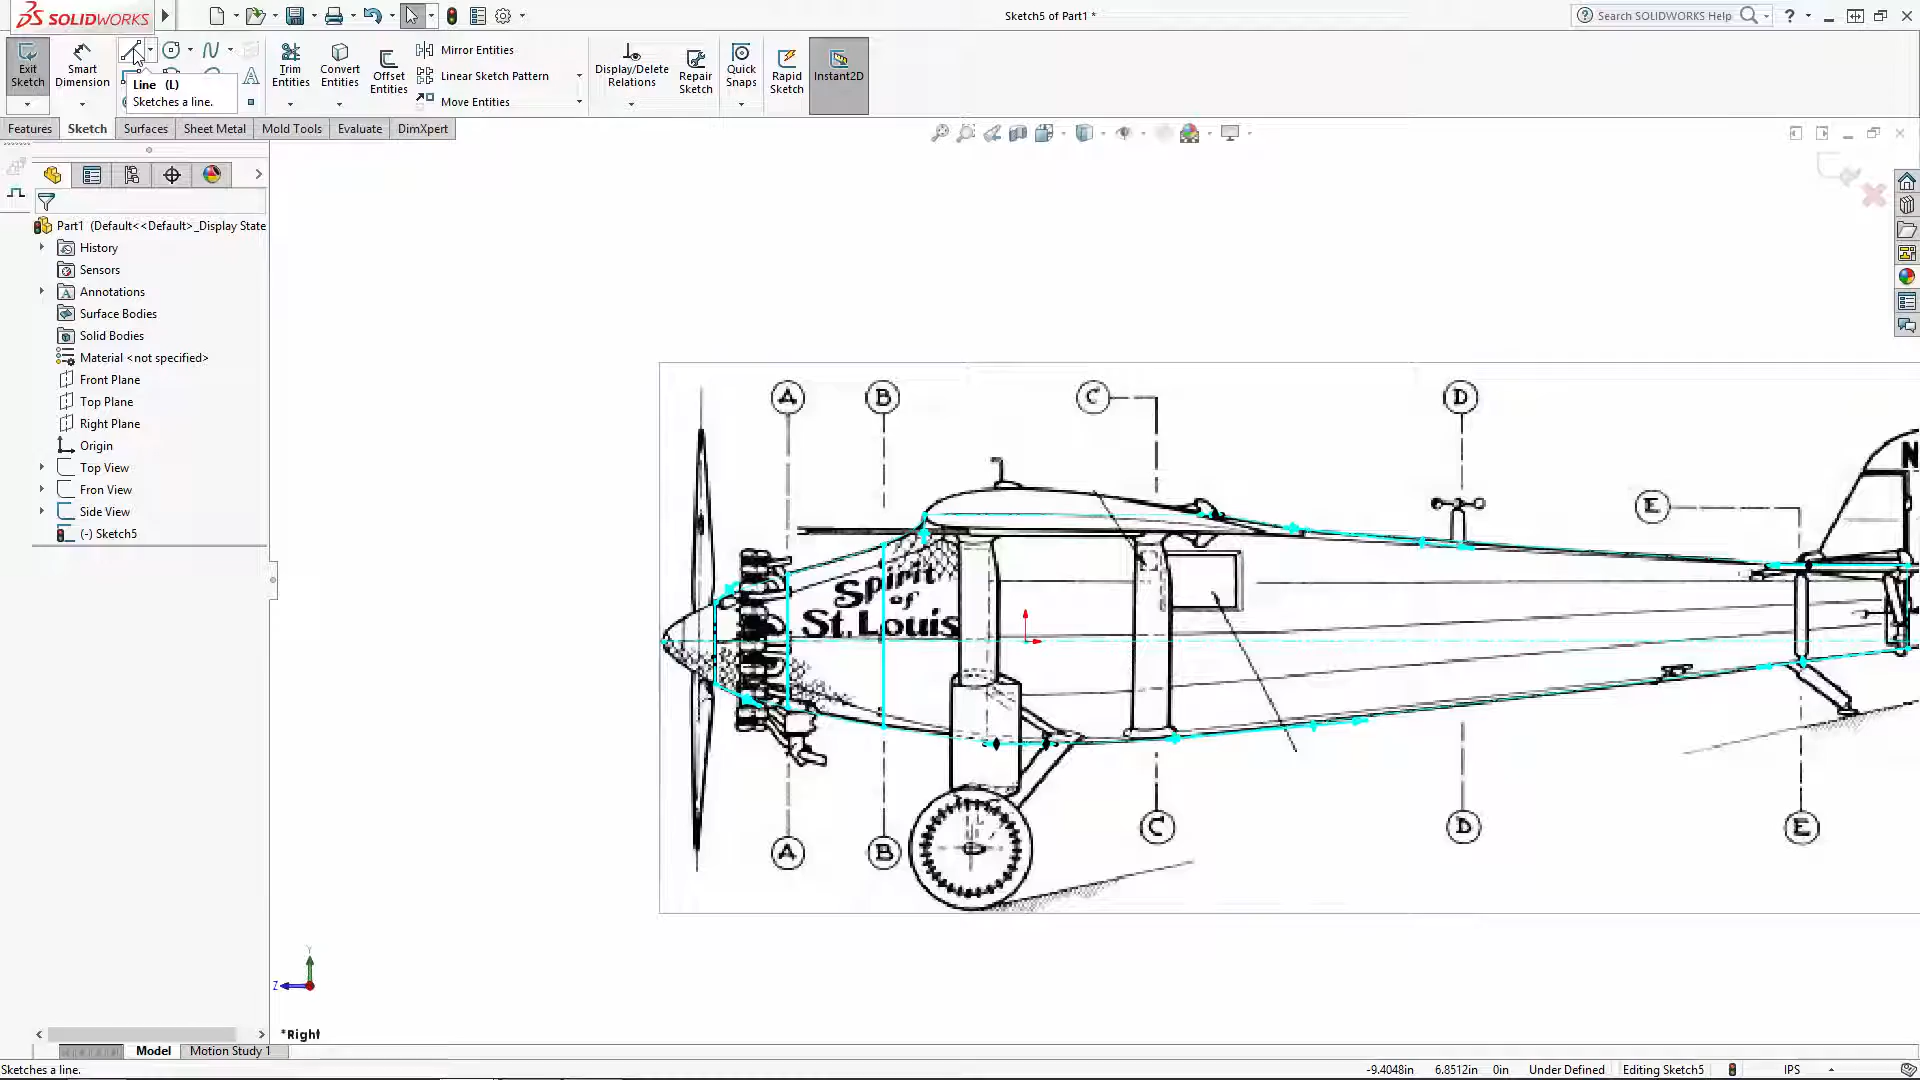 SOLIDWORKS
Sketch5 of Part1 *
Search SOLIDWORKS Help
Exit Sketch
Smart Dimension
Line (L)
Sketches a line.
Trim Entities
Convert Entities
Offset Entities
Mirror Entities
Linear Sketch Pattern
Move Entities
Display/Delete Relations
Repair Sketch
Quick Snaps
Rapid Sketch
Instant2D
Features
Sketch
Surfaces
Sheet Metal
Mold Tools
Evaluate
DimXpert
Part1 (Default<<Default>_Display State
History
Sensors
Annotations
Surface Bodies
Solid Bodies
Material <not specified>
Front Plane
Top Plane
Right Plane
Origin
Top View
Fron View
Side View
(-) Sketch5
A
B
C
D
E
N
Spirit
of
St. Louis
A
B
C
D
E
Y
Z
*Right
Model
Motion Study 1
Sketches a line.
-9.4048in
6.8512in
0in
Under Defined
Editing Sketch5
IPS